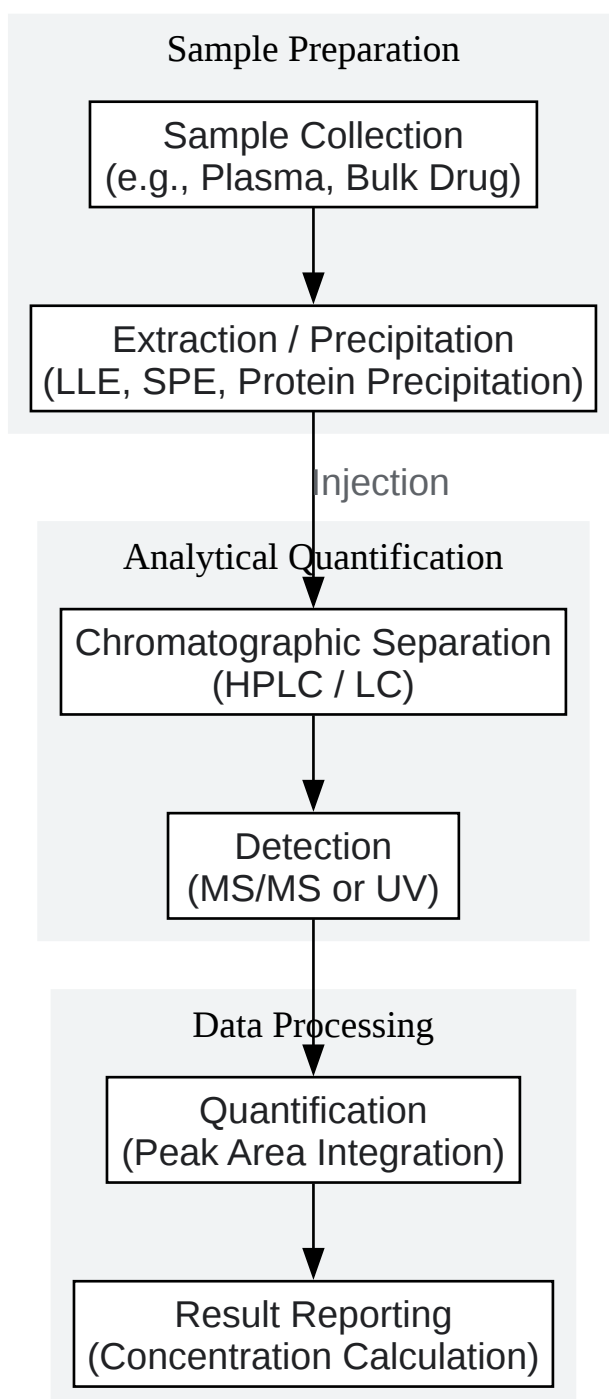 Sample Preparation
Sample Collection
(e.g., Plasma, Bulk Drug)
Extraction / Precipitation
(LLE, SPE, Protein Precipitation)
Injection
Analytical Quantification
Chromatographic Separation
(HPLC / LC)
Detection
(MS/MS or UV)
Data Processing
Quantification
(Peak Area Integration)
Result Reporting
(Concentration Calculation)